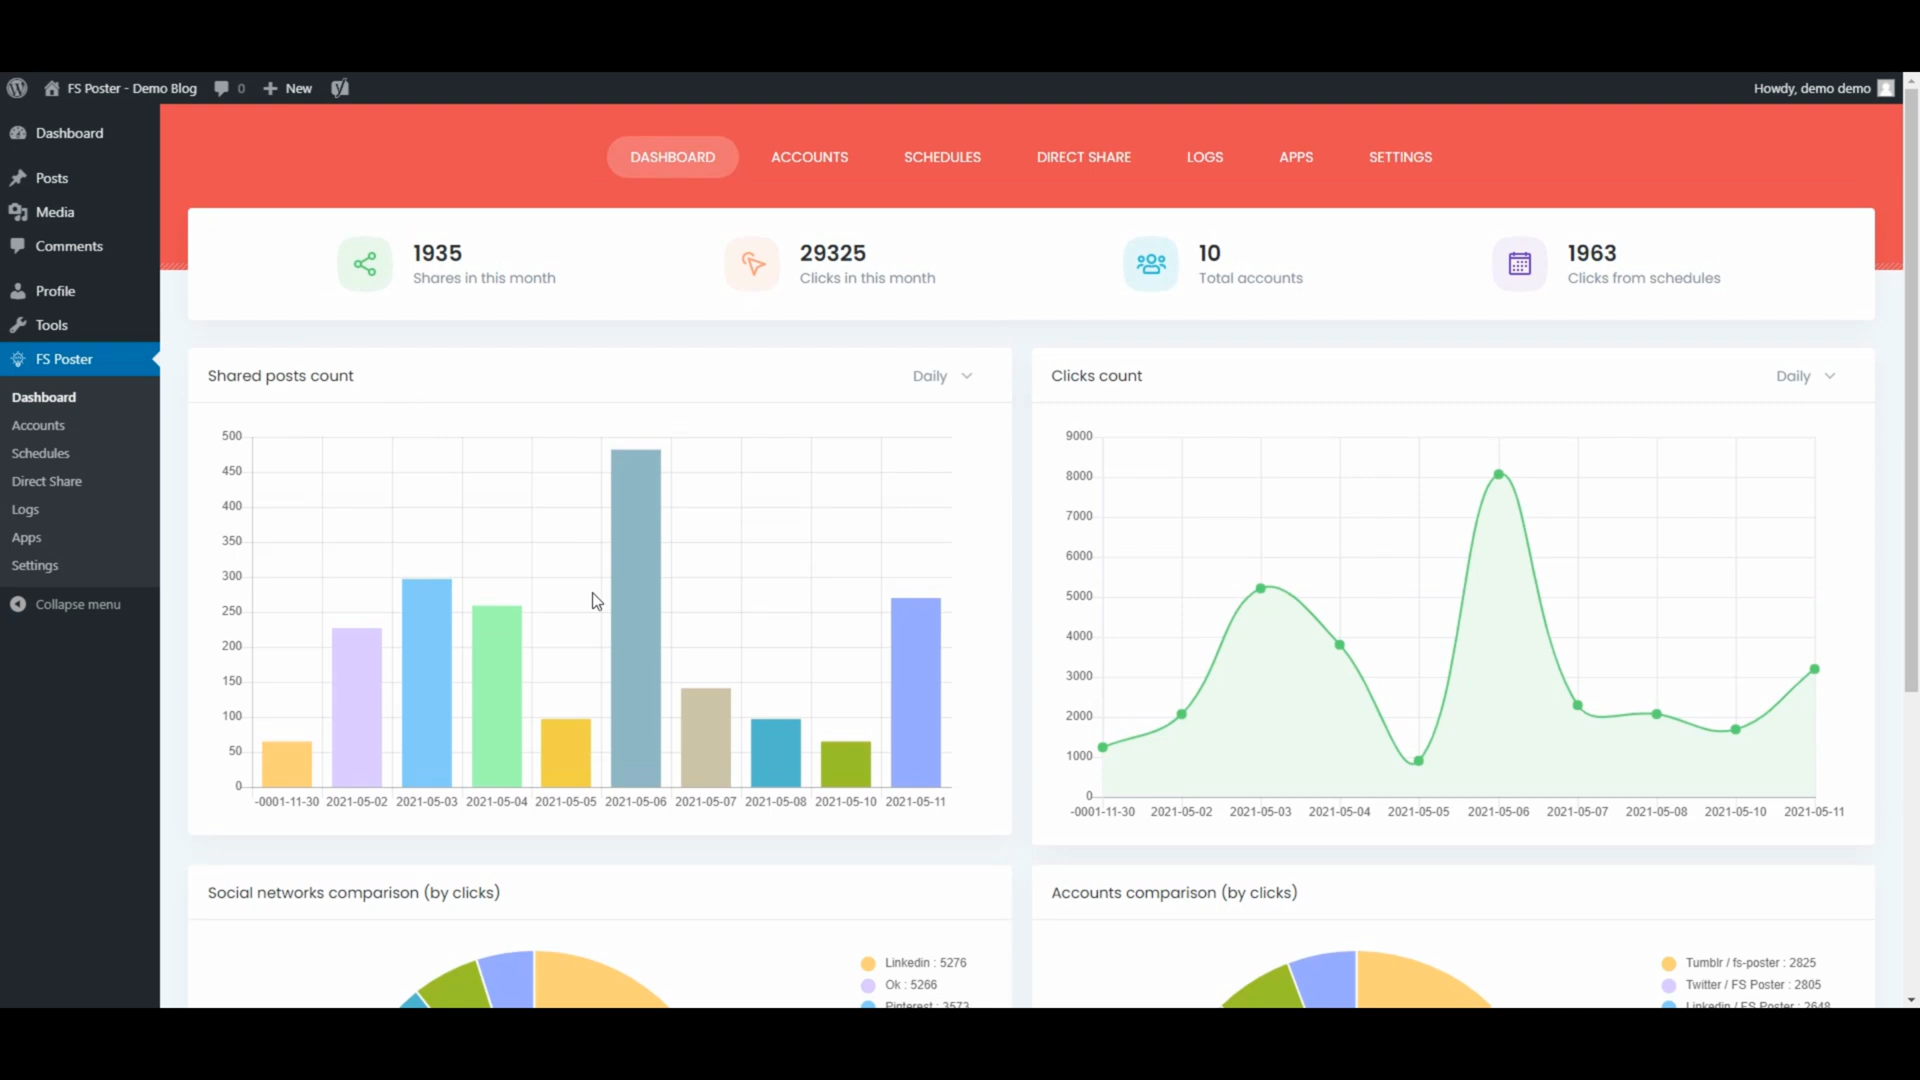 FS Poster - Demo Blog 0 New Howdy, demo demo
Dashboard
Posts
Media
Comments
Profile
Tools
FS Poster
Dashboard
Accounts
Schedules
Direct Share
Logs
Apps
Settings
Collapse menu
DASHBOARD ACCOUNTS SCHEDULES DIRECT SHARE LOGS APPS SETTINGS
1935
Shares in this month
29325
Clicks in this month
10
Total accounts
1963
Clicks from schedules
Shared posts count Daily
500
450
400
350
300
250
200
150
100
50
0
-0001-11-30 2021-05-02 2021-05-03 2021-05-04 2021-05-05 2021-05-06 2021-05-07 2021-05-08 2021-05-10 2021-05-11
Clicks count Daily
9000
8000
7000
6000
5000
4000
3000
2000
1000
0
-0001-11-30 2021-05-02 2021-05-03 2021-05-04 2021-05-05 2021-05-06 2021-05-07 2021-05-08 2021-05-10 2021-05-11
Social networks comparison (by clicks)
Linkedin : 5276
Ok : 5266
Pinterest : 3573
Accounts comparison (by clicks)
Tumblr / fs-poster : 2825
Twitter / FS Poster : 2805
Linkedin / FS Poster : 2648